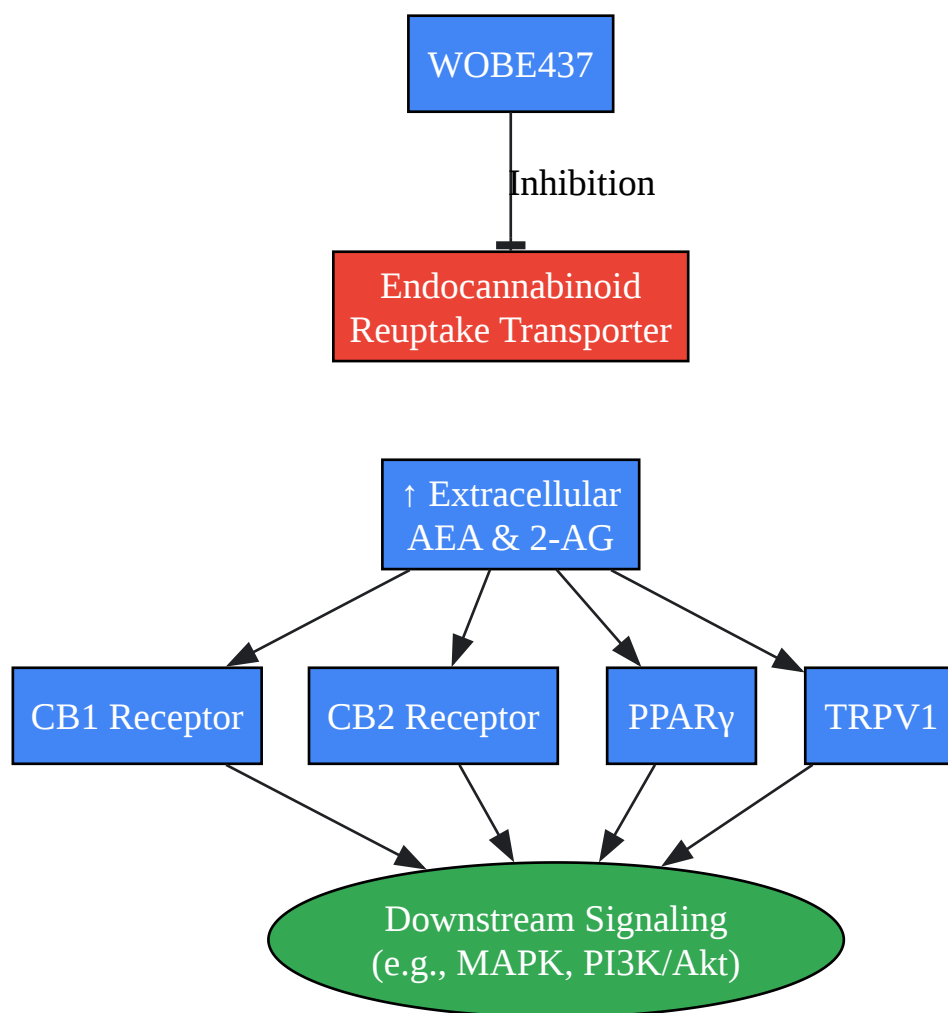 WOBE437
Inhibition
Endocannabinoid
Reuptake Transporter
↑ Extracellular
AEA & 2-AG
CB1 Receptor
CB2 Receptor
PPARγ
TRPV1
Downstream Signaling
(e.g., MAPK, PI3K/Akt)